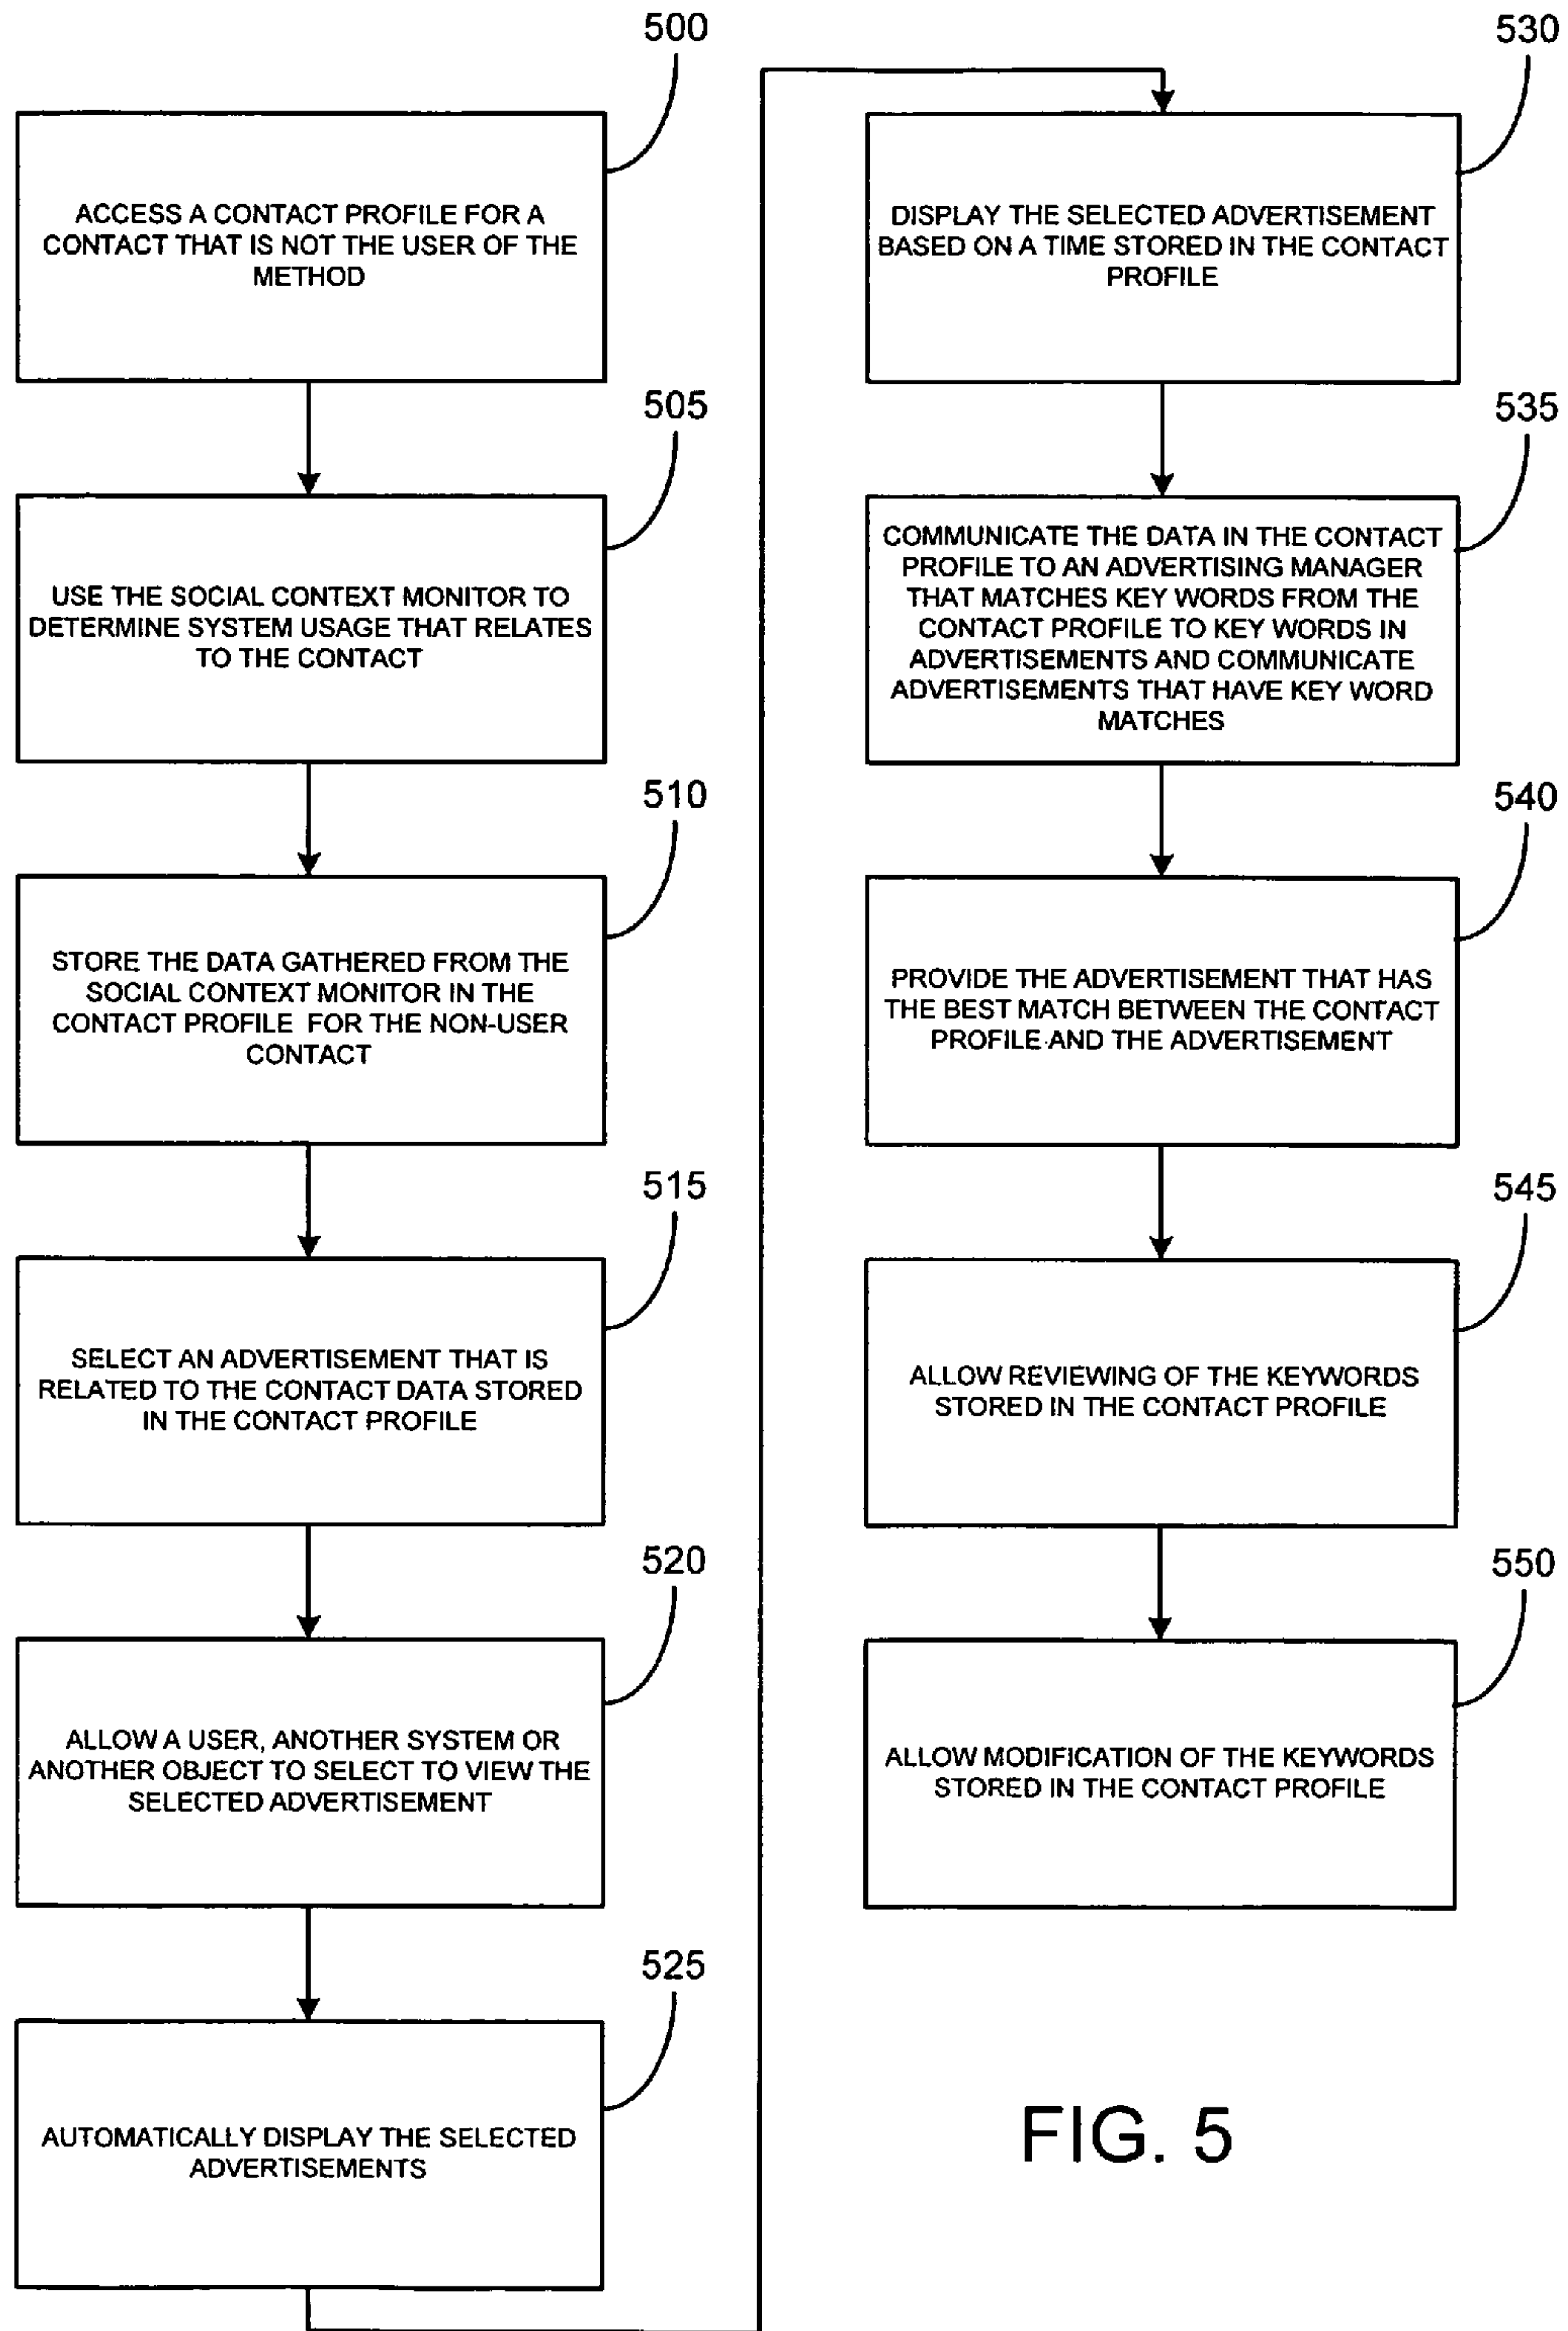 500
ACCESS A CONTACT PROFILE FOR A
CONTACT THAT IS NOT THE USER OF THE
METHOD
505
USE THE SOCIAL CONTEXT MONITOR TO
DETERMINE SYSTEM USAGE THAT RELATES
TO THE CONTACT
510
STORE THE DATA GATHERED FROM THE
SOCIAL CONTEXT MONITOR IN THE
CONTACT PROFILE FOR THE NON-USER
CONTACT
515
SELECT AN ADVERTISEMENT THAT IS
RELATED TO THE CONTACT DATA STORED
IN THE CONTACT PROFILE
520
ALLOW A USER, ANOTHER SYSTEM OR
ANOTHER OBJECT TO SELECT TO VIEW THE
SELECTED ADVERTISEMENT
525
AUTOMATICALLY DISPLAY THE SELECTED
ADVERTISEMENTS
530
DISPLAY THE SELECTED ADVERTISEMENT
BASED ON A TIME STORED IN THE CONTACT
PROFILE
535
COMMUNICATE THE DATA IN THE CONTACT
PROFILE TO AN ADVERTISING MANAGER
THAT MATCHES KEY WORDS FROM THE
CONTACT PROFILE TO KEY WORDS IN
ADVERTISEMENTS AND COMMUNICATE
ADVERTISEMENTS THAT HAVE KEY WORD
MATCHES
540
PROVIDE THE ADVERTISEMENT THAT HAS
THE BEST MATCH BETWEEN THE CONTACT
PROFILE AND THE ADVERTISEMENT
545
ALLOW REVIEWING OF THE KEYWORDS
STORED IN THE CONTACT PROFILE
550
ALLOW MODIFICATION OF THE KEYWORDS
STORED IN THE CONTACT PROFILE
FIG. 5